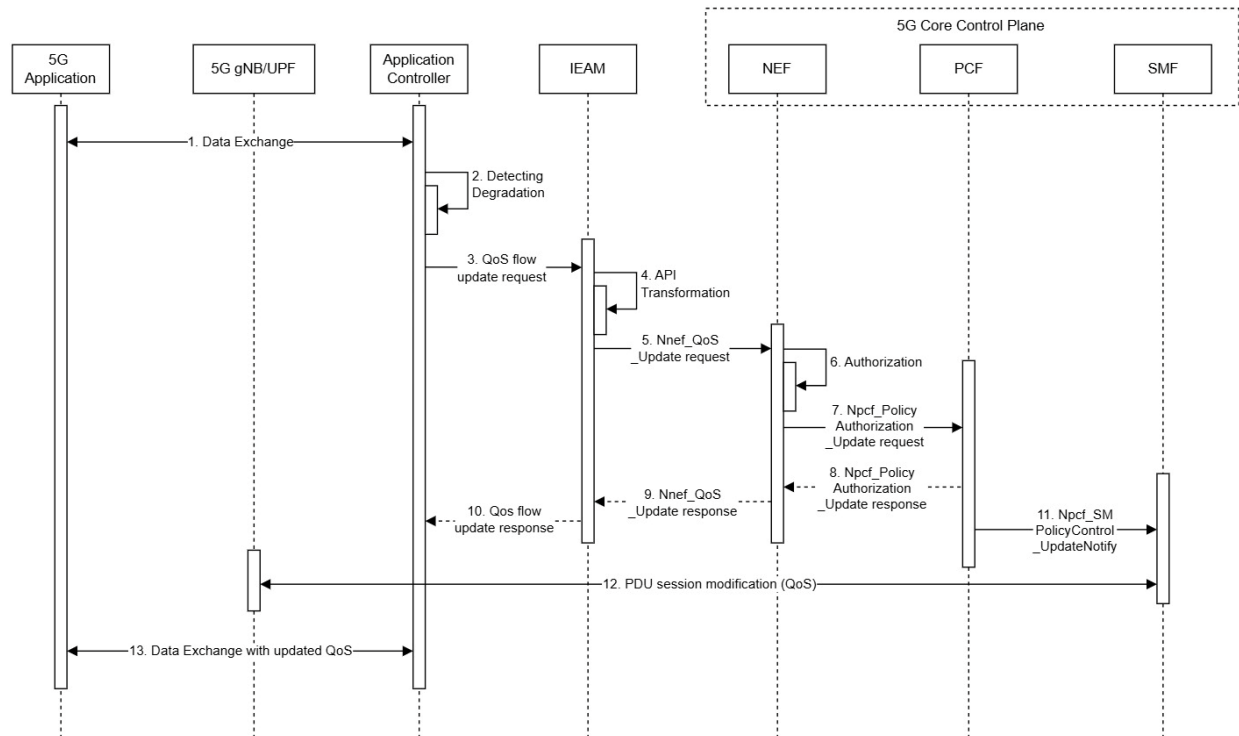 5G Core Control Plane
5G
Application
5G gNB/UPF
Application
Controller
IEAM
NEF
PCF
SMF
1. Data Exchange
2. Detecting
Degradation
3. QoS flow
update request
4. API
Transformation
5. Nnef_QoS
_Update request
6. Authorization
7. Npcf_Policy
Authorization
_Update request
8. Npcf_Policy
Authorization
_Update response
9. Nnef_QoS
_Update response
10. Qos flow
update response
11. Npcf_SM
PolicyControl
_UpdateNotify
12. PDU session modification (QoS)
13. Data Exchange with updated QoS